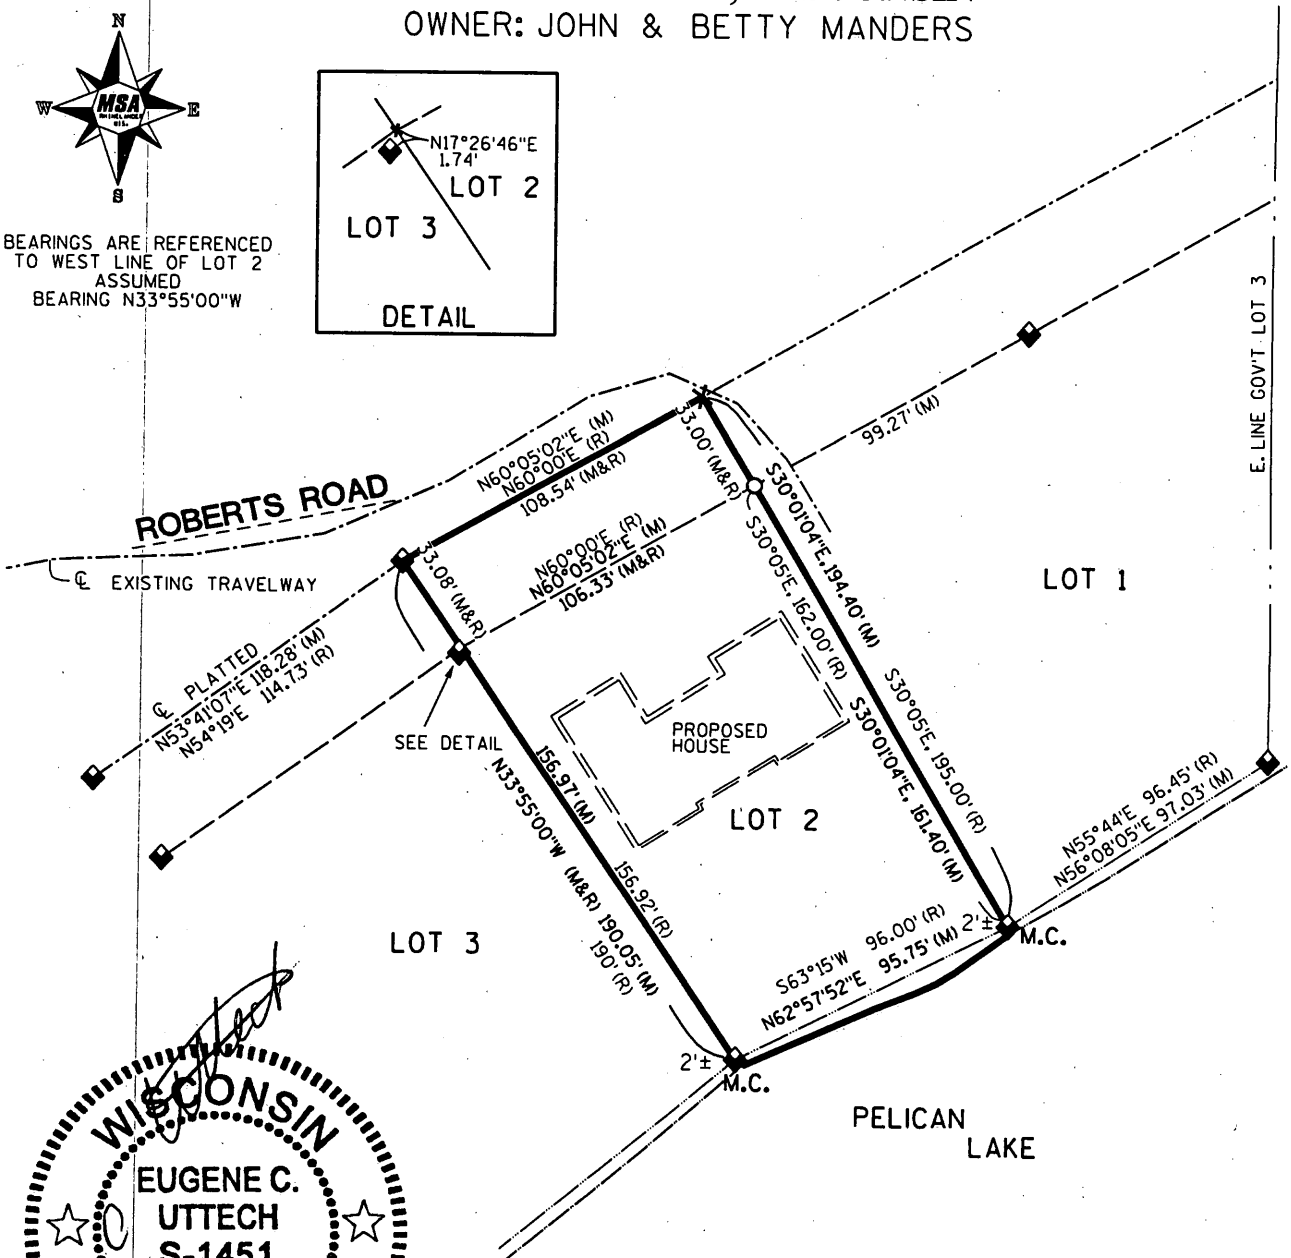 OWNER: JOHN & BETTY MANDERS
N
W
MSA
E
S
BEARINGS ARE REFERENCED
TO WEST LINE OF LOT 2
ASSUMED
BEARING N33°55'00"W
N17°26'46"E
1.74'
LOT 2
LOT 3
DETAIL
E. LINE GOV'T LOT 3
99.27' (M)
N60°05'02"E (M)
N60°00'E (R)
108.54' (M&R)
33.00' (M&R)
ROBERTS ROAD
℄ EXISTING TRAVELWAY
33.08' (M&R)
N60°00'E (R)
N60°05'02"E (M)
106.33' (M&R)
S30°01'04"E, 194.40' (M)
S30°05'E, 162.00' (R)
LOT 1
℄ PLATTED
N53°41'07"E 118.28' (M)
N54°19'E 114.73' (R)
SEE DETAIL
PROPOSED
HOUSE
S30°05'E, 195.00' (R)
S30°01'04"E, 161.40' (M)
156.97' (M)
N33°55'00"W (M&R) 190.05' (M)
190' (R)
156.92' (R)
LOT 2
N55°44'E 96.45' (R)
N56°08'05"E 97.03' (M)
LOT 3
S63°15'W 96.00' (R)
N62°57'52"E 95.75' (M)
2'±
M.C.
2'±
M.C.
PELICAN
LAKE
WISCONSIN
EUGENE C.
UTTECH
S-1451